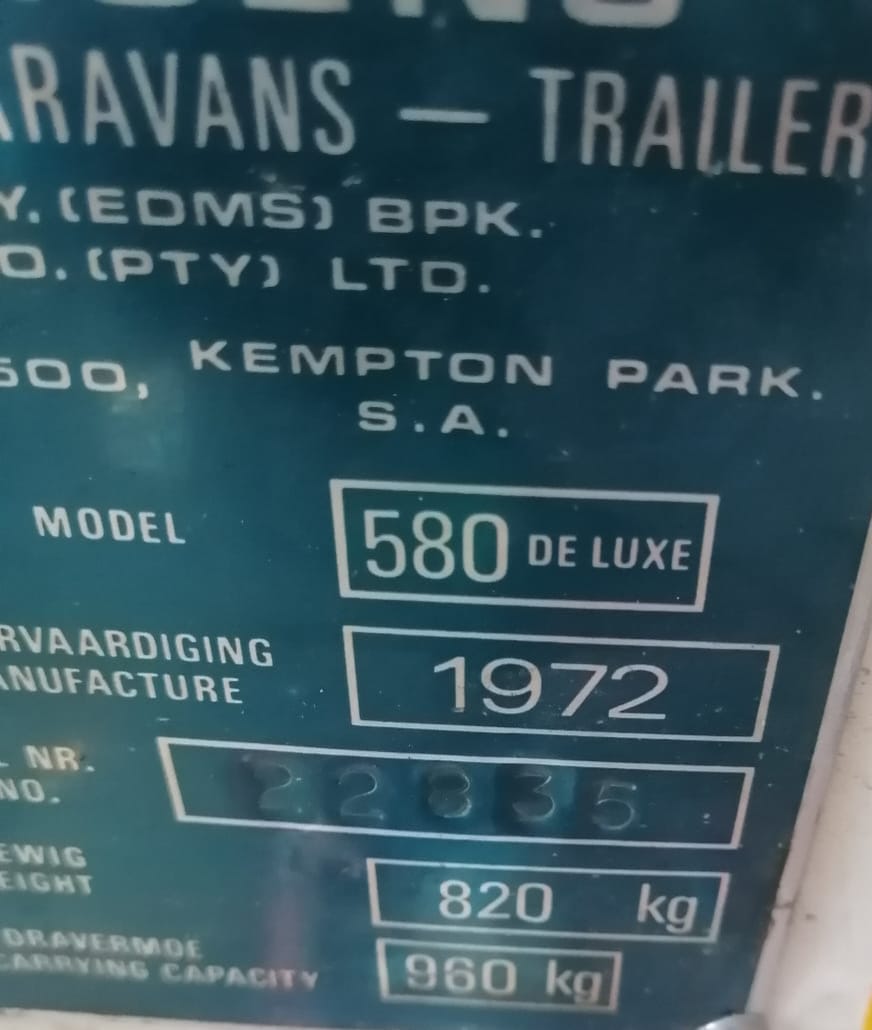 ARAVANS — TRAILER
Y. (EDMS) BPK.
O. (PTY) LTD.
500, KEMPTON PARK.
S.A.
MODEL 580 DE LUXE
RVAARDIGING
ANUFACTURE 1972
NR.
NO. 22835
EWIG
EIGHT 820 kg
DRAVERMOE
CARRYING CAPACITY 960 kg